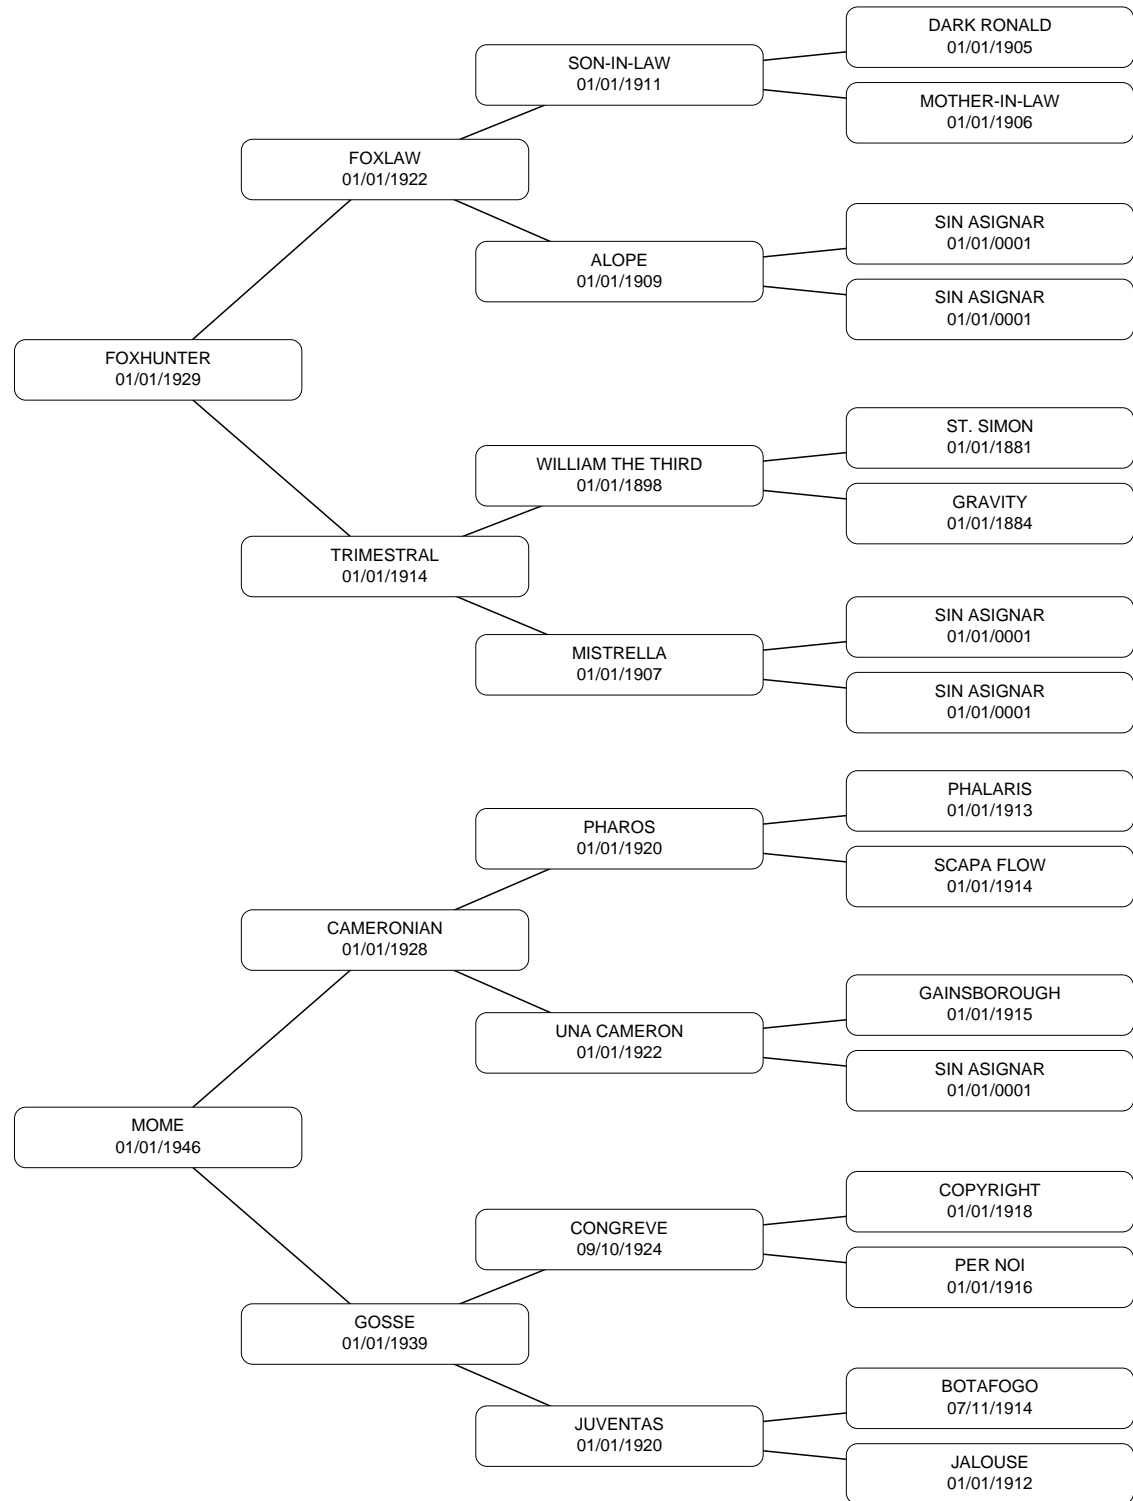 DARK RONALD
01/01/1905
SON-IN-LAW
01/01/1911
MOTHER-IN-LAW
01/01/1906
FOXLAW
01/01/1922
SIN ASIGNAR
01/01/0001
ALOPE
01/01/1909
SIN ASIGNAR
01/01/0001
FOXHUNTER
01/01/1929
ST. SIMON
01/01/1881
WILLIAM THE THIRD
01/01/1898
GRAVITY
01/01/1884
TRIMESTRAL
01/01/1914
SIN ASIGNAR
01/01/0001
MISTRELLA
01/01/1907
SIN ASIGNAR
01/01/0001
PHALARIS
01/01/1913
PHAROS
01/01/1920
SCAPA FLOW
01/01/1914
CAMERONIAN
01/01/1928
GAINSBOROUGH
01/01/1915
UNA CAMERON
01/01/1922
SIN ASIGNAR
01/01/0001
MOME
01/01/1946
COPYRIGHT
01/01/1918
CONGREVE
09/10/1924
PER NOI
01/01/1916
GOSSE
01/01/1939
BOTAFOGO
07/11/1914
JUVENTAS
01/01/1920
JALOUSE
01/01/1912